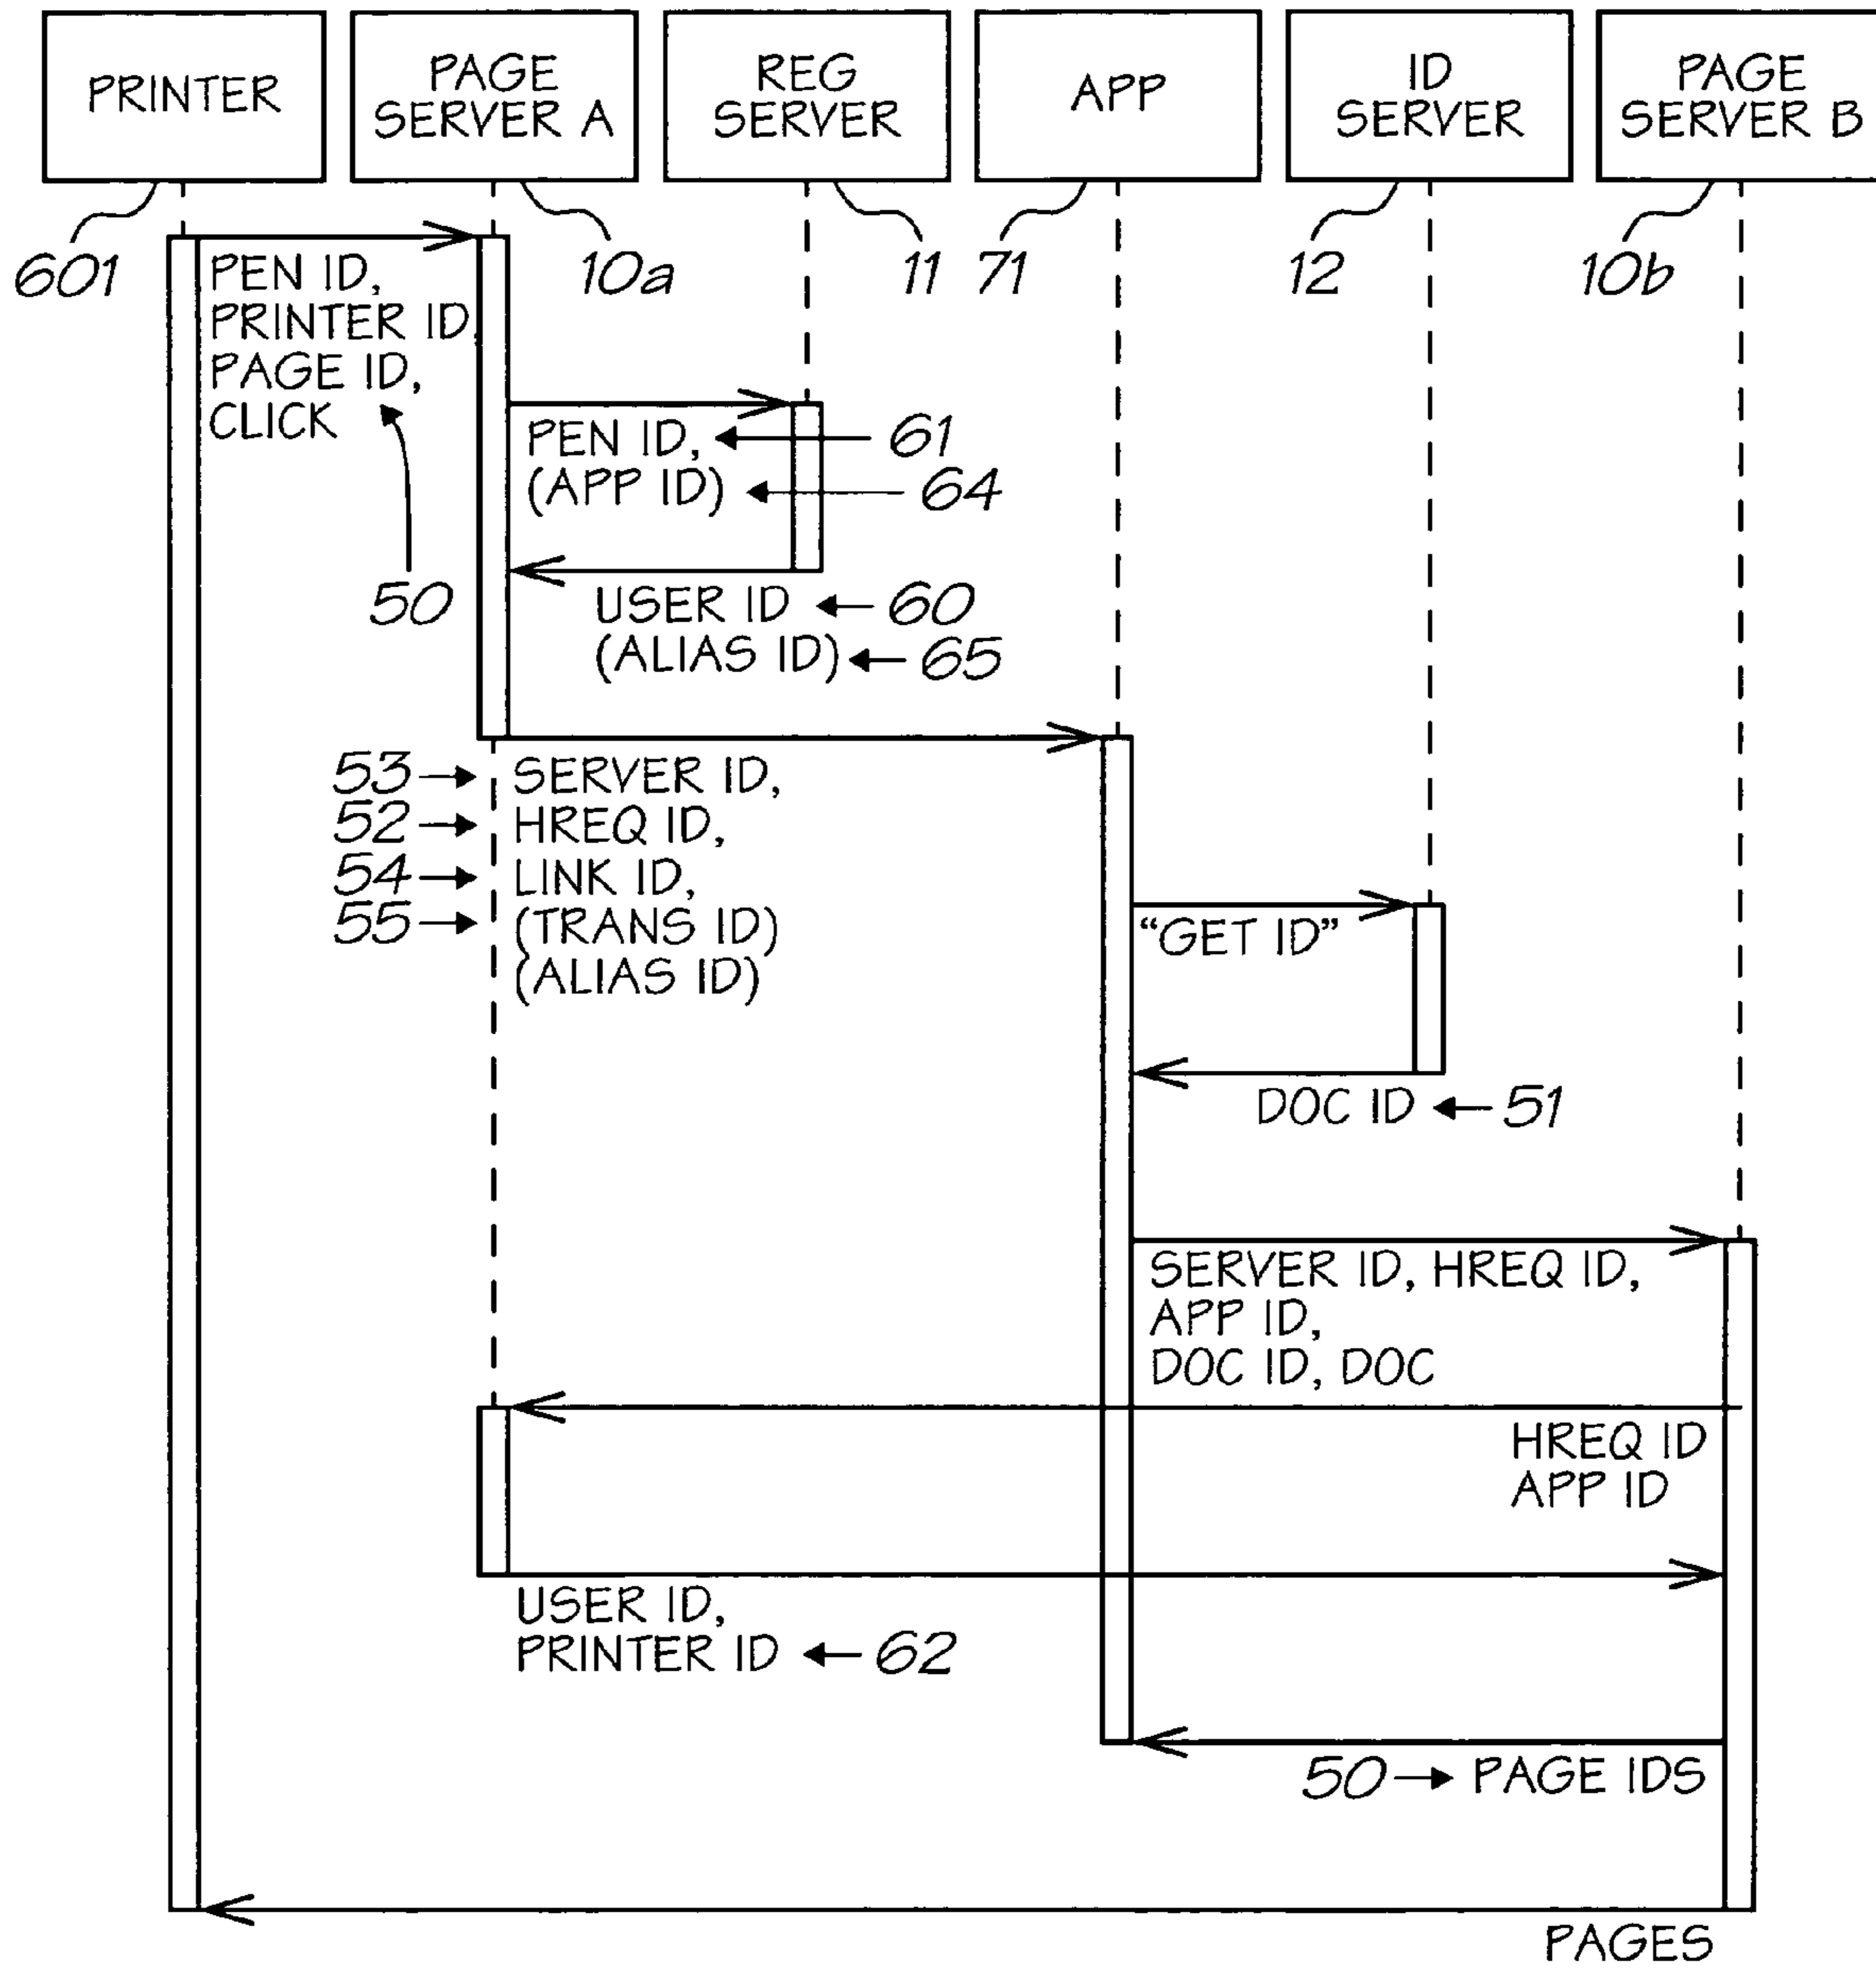 PRINTER
PAGE
SERVER A
REG
SERVER
APP
ID
SERVER
PAGE
SERVER B
601
10a
11
71
12
10b
PEN ID,
PRINTER ID
PAGE ID,
CLICK
50
PEN ID,
(APP ID)
61
64
USER ID
(ALIAS ID)
60
65
53
52
54
55
SERVER ID,
HREQ ID,
LINK ID,
(TRANS ID)
(ALIAS ID)
“GET ID”
DOC ID
51
SERVER ID, HREQ ID,
APP ID,
DOC ID, DOC
HREQ ID
APP ID
USER ID,
PRINTER ID
62
50
PAGE IDS
PAGES